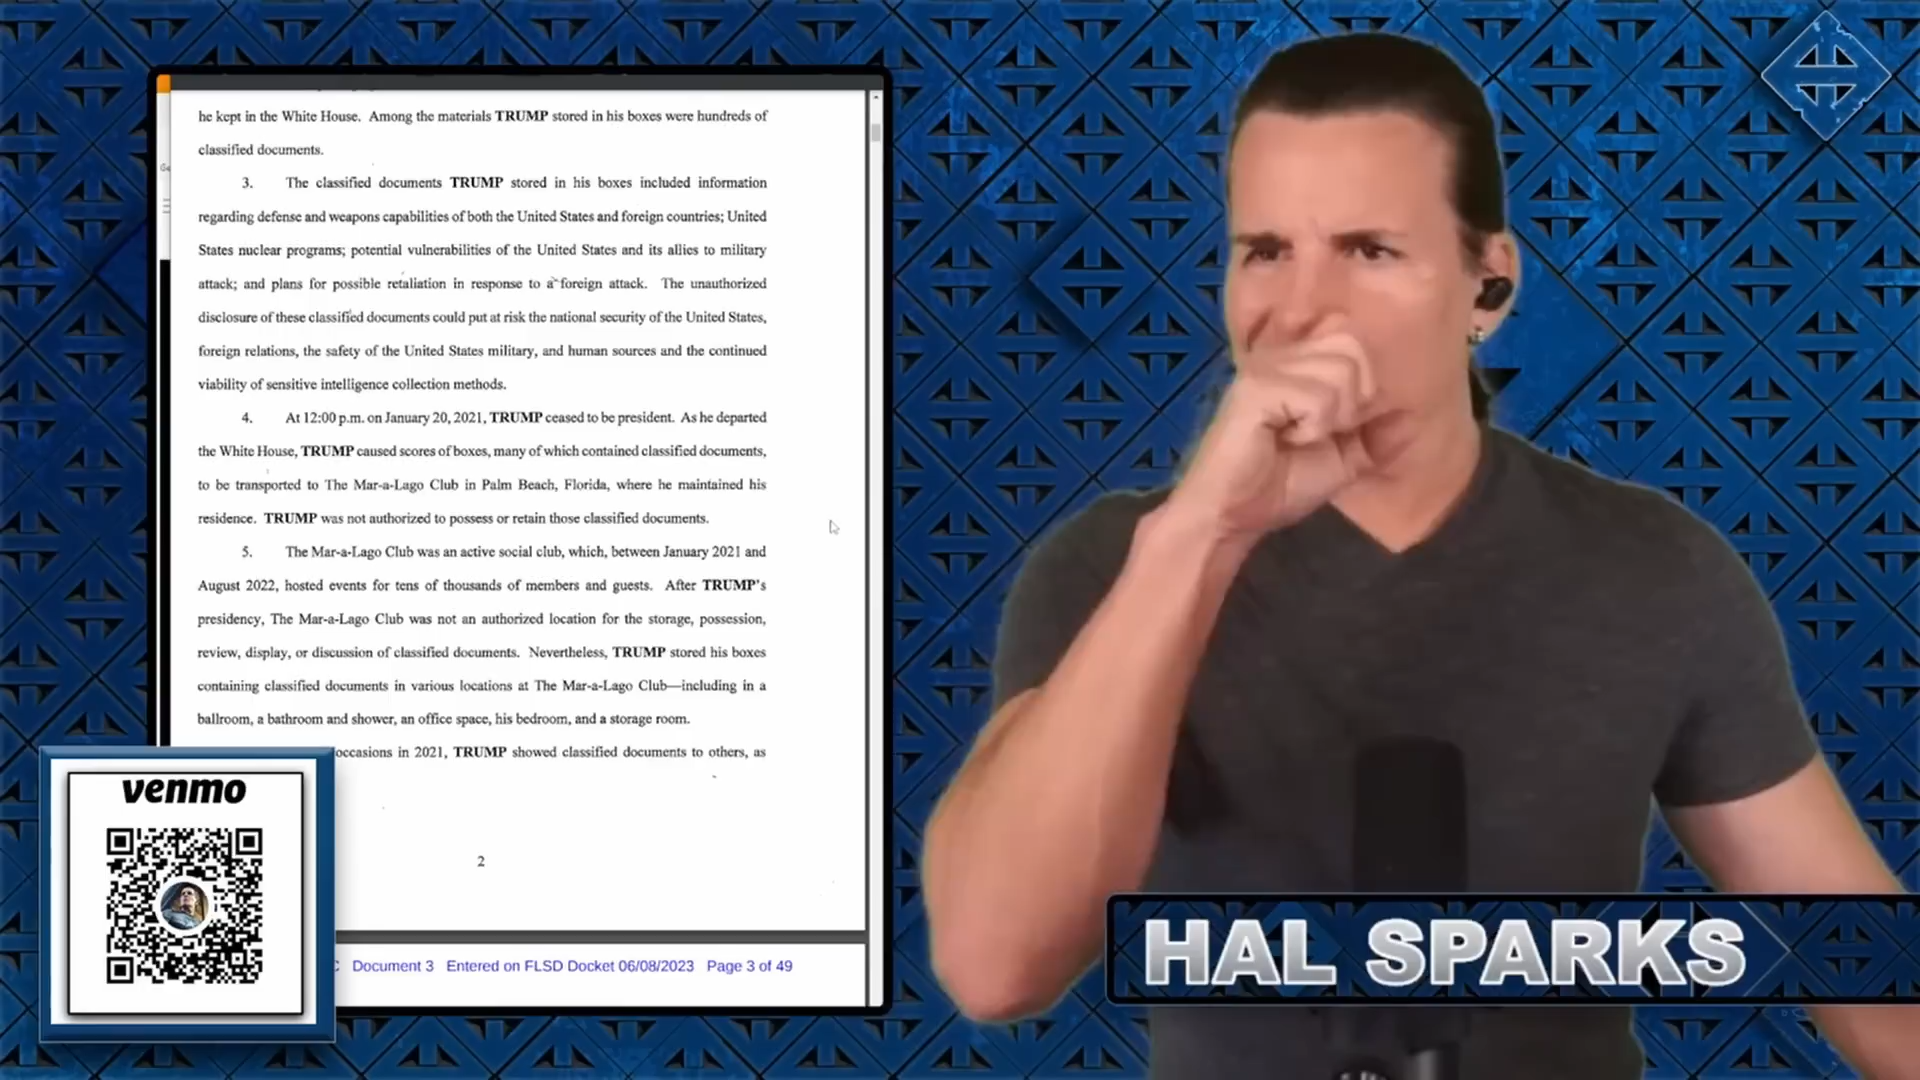 he kept in the White House. Among the materials TRUMP stored in his boxes were hundreds of
classified documents.
3. The classified documents TRUMP stored in his boxes included information
regarding defense and weapons capabilities of both the United States and foreign countries; United
States nuclear programs; potential vulnerabilities of the United States and its allies to military
attack; and plans for possible retaliation in response to a foreign attack. The unauthorized
disclosure of these classified documents could put at risk the national security of the United States,
foreign relations, the safety of the United States military, and human sources and the continued
viability of sensitive intelligence collection methods.
4. At 12:00 p.m. on January 20, 2021, TRUMP ceased to be president. As he departed
the White House, TRUMP caused scores of boxes, many of which contained classified documents,
to be transported to The Mar-a-Lago Club in Palm Beach, Florida, where he maintained his
residence. TRUMP was not authorized to possess or retain those classified documents.
5. The Mar-a-Lago Club was an active social club, which, between January 2021 and
August 2022, hosted events for tens of thousands of members and guests. After TRUMP's
presidency, The Mar-a-Lago Club was not an authorized location for the storage, possession,
review, display, or discussion of classified documents. Nevertheless, TRUMP stored his boxes
containing classified documents in various locations at The Mar-a-Lago Club—including in a
ballroom, a bathroom and shower, an office space, his bedroom, and a storage room.
occasions in 2021, TRUMP showed classified documents to others, as
2
Document 3 Entered on FLSD Docket 06/08/2023 Page 3 of 49
venmo
HAL SPARKS